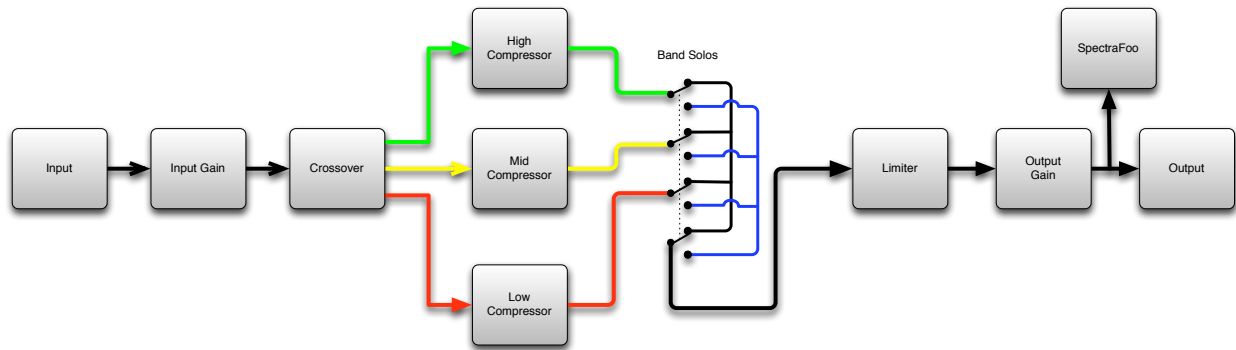 Input
Input Gain
Crossover
High
Compressor
Mid
Compressor
Low
Compressor
Band Solos
Limiter
Output
Gain
SpectraFoo
Output